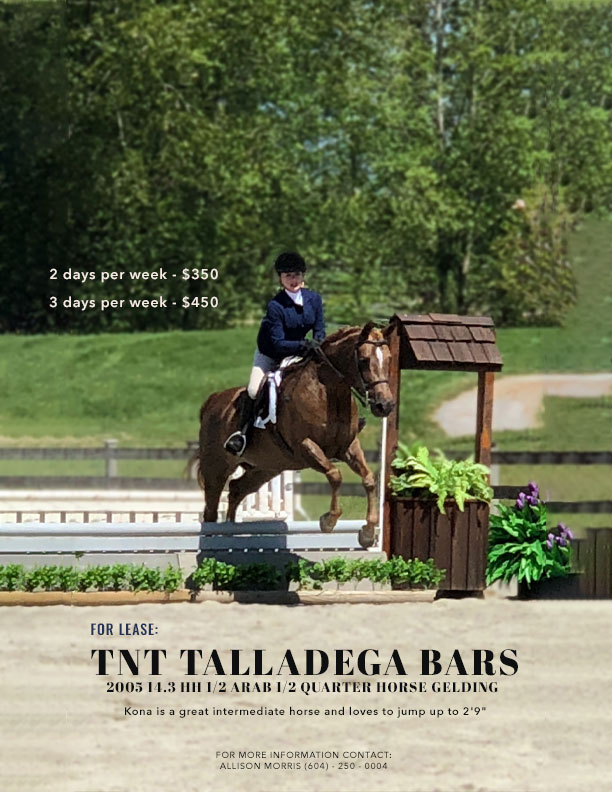 2 days per week - $350
3 days per week - $450
FOR LEASE:
TNT TALLADEGA BARS
2005 14.3 HH 1/2 ARAB 1/2 QUARTER HORSE GELDING
Kona is a great intermediate horse and loves to jump up to 2'9"
FOR MORE INFORMATION CONTACT:
ALLISON MORRIS (604) - 250 - 0004